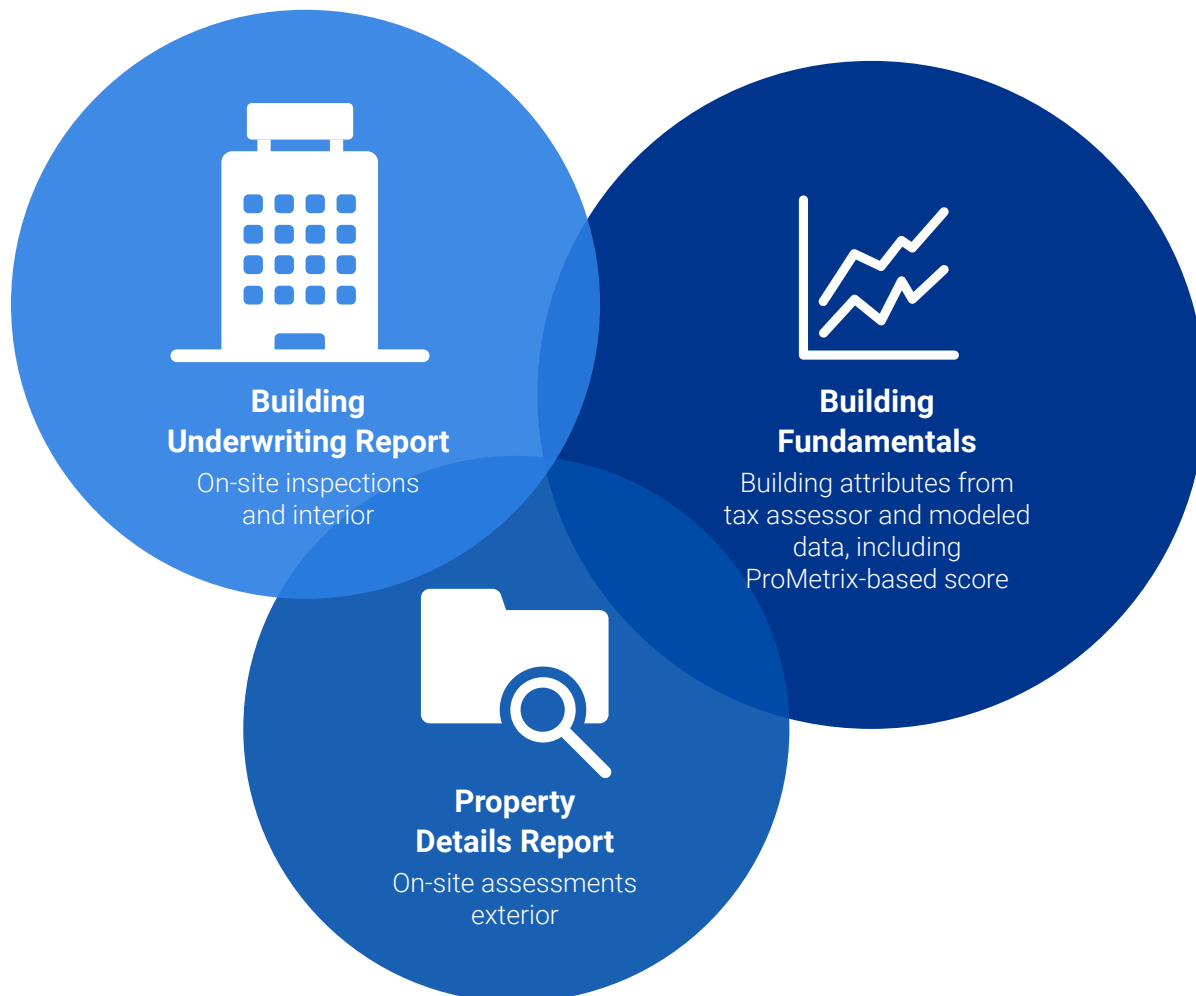 Building
Underwriting Report
On-site inspections
and interior
Building
Fundamentals
Building attributes from
tax assessor and modeled
data, including
ProMetrix-based score
Property
Details Report
On-site assessments
exterior